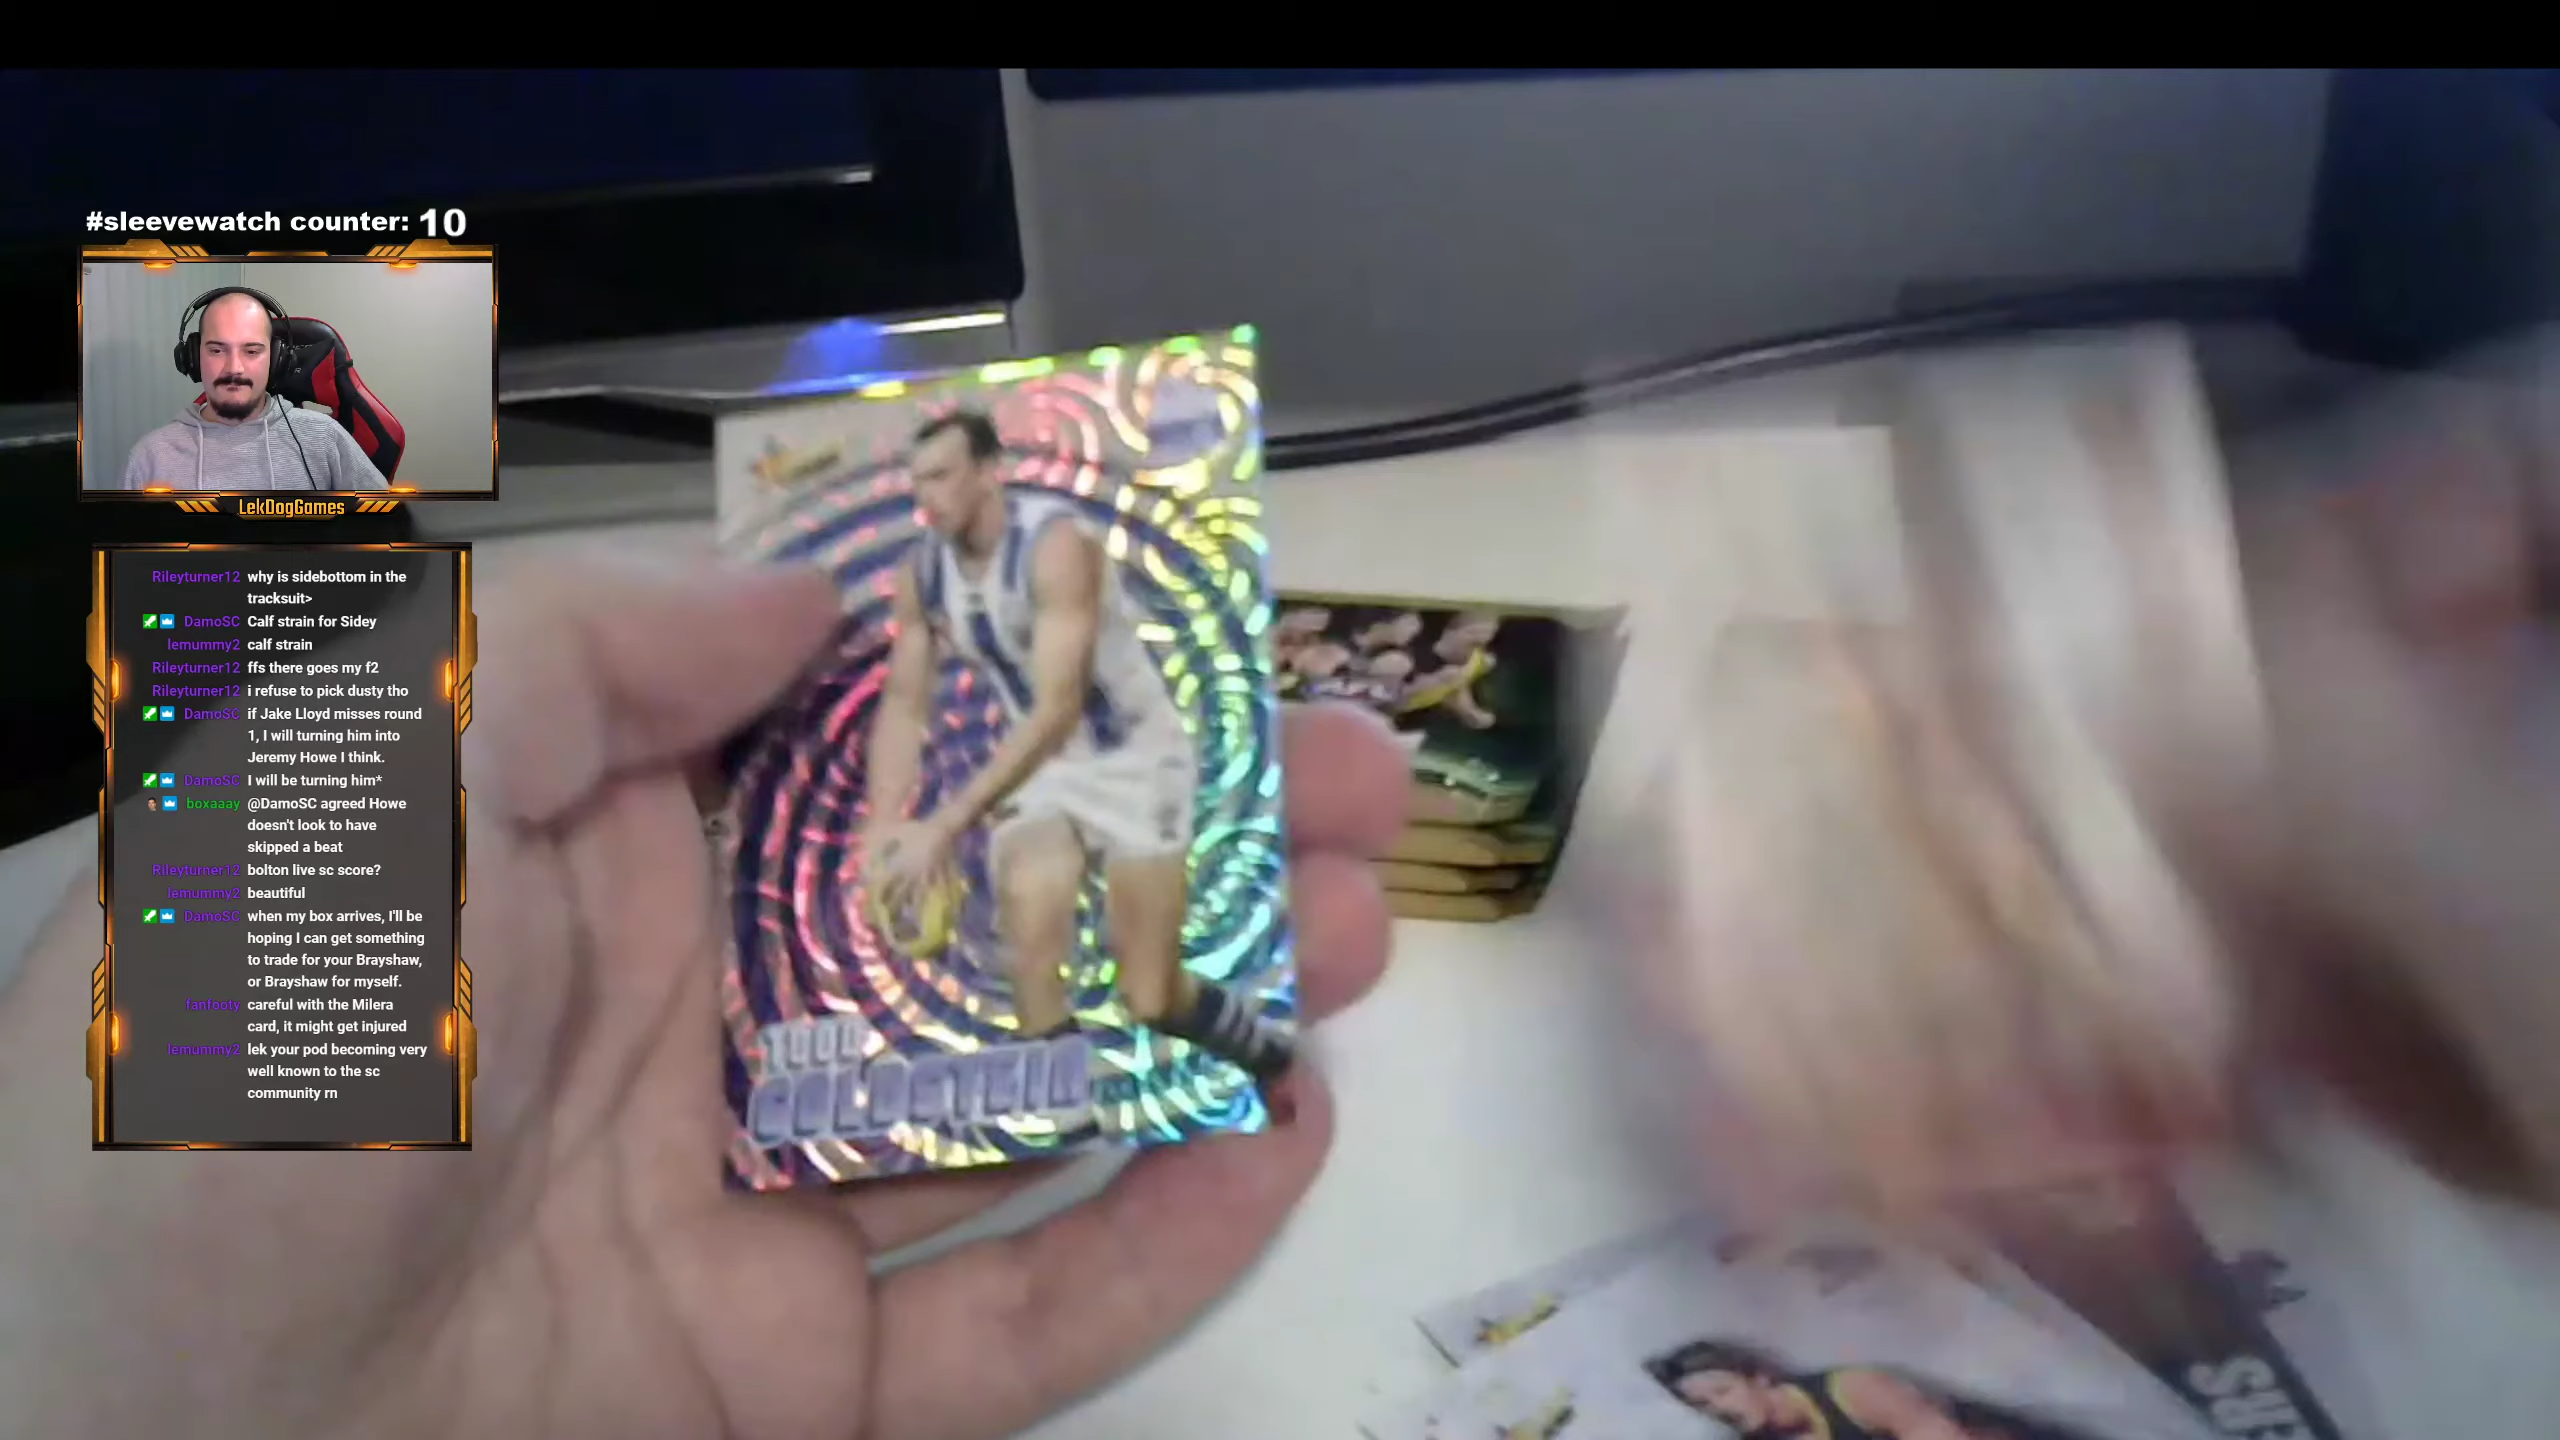 #sleevewatch counter: 10
LekDogGames
Rileyturner12 why is sidebottom in the
tracksuit>
DamoSC Calf strain for Sidey
lemummy2 calf strain
Rileyturner12 ffs there goes my f2
Rileyturner12 i refuse to pick dusty tho
DamoSC if Jake Lloyd misses round
1, I will turning him into
Jeremy Howe I think.
DamoSC I will be turning him*
boxaaay @DamoSC agreed Howe
doesn't look to have
skipped a beat
Rileyturner12 bolton live sc score?
lemummy2 beautiful
DamoSC when my box arrives, I'll be
hoping I can get something
to trade for your Brayshaw,
or Brayshaw for myself.
fanfooty careful with the Milera
card, it might get injured
lemummy2 lek your pod becoming very
well known to the sc
community rn
TODD
GOLDSTEIN